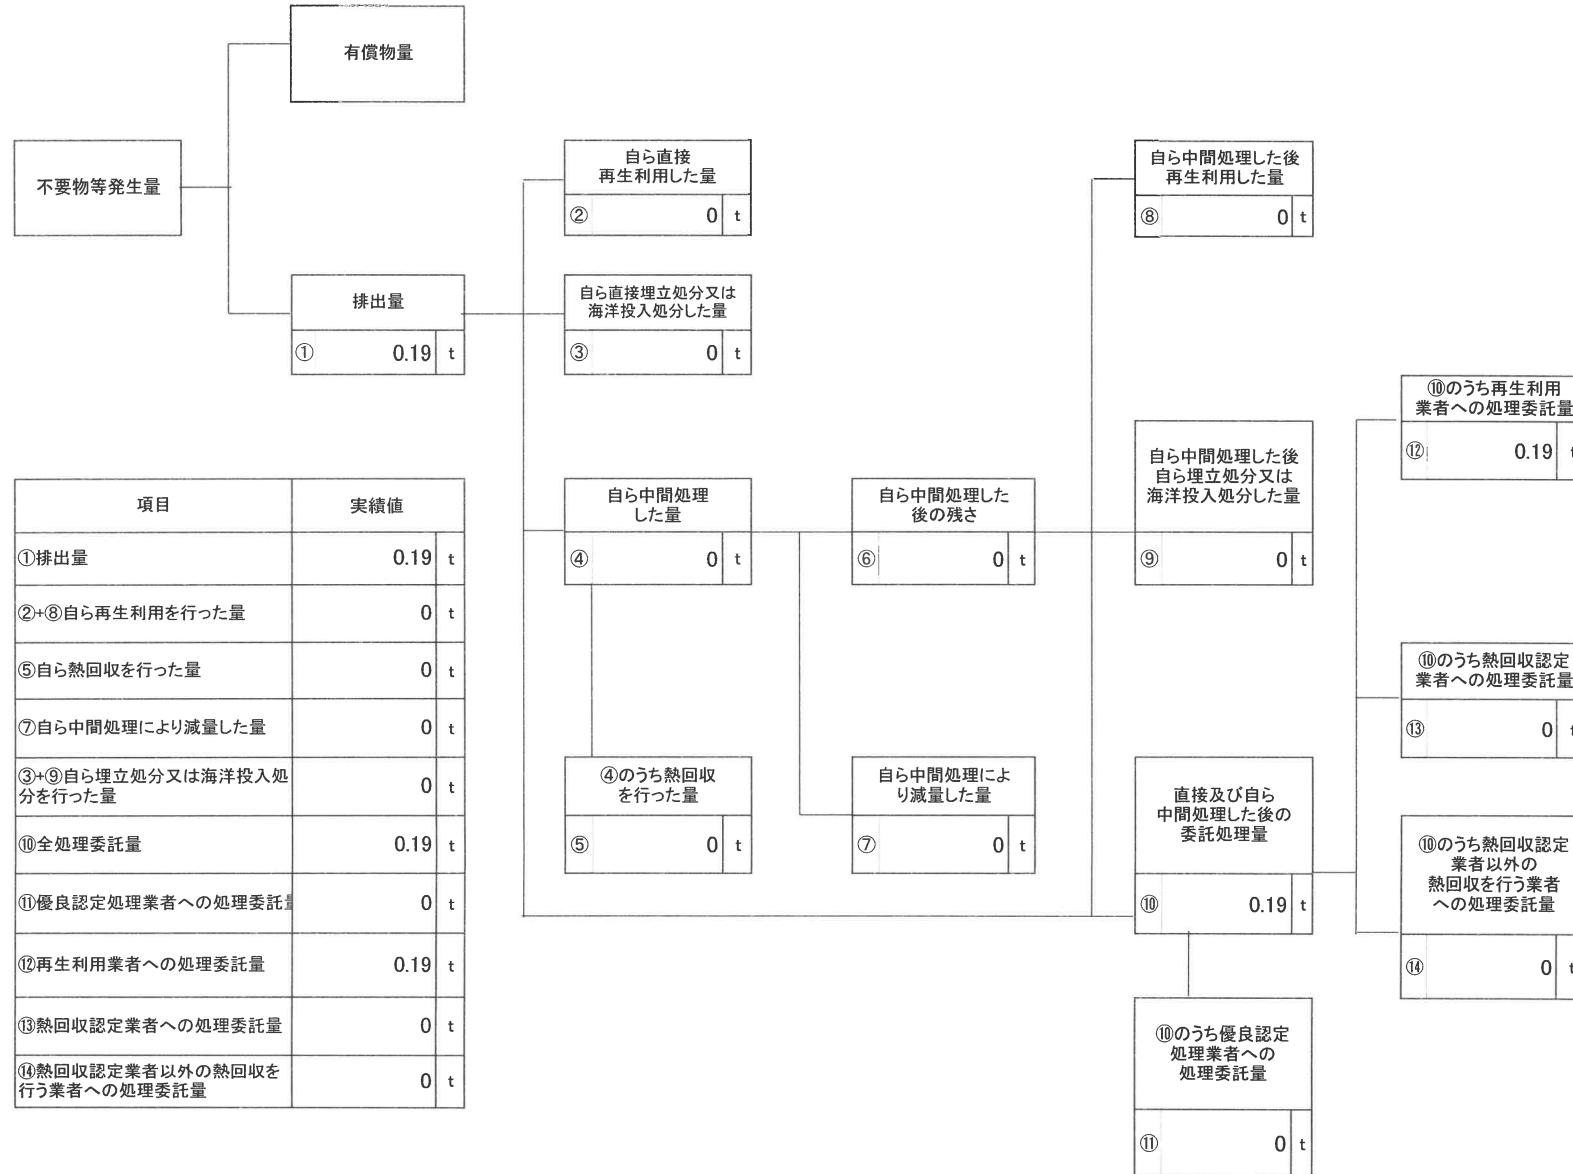 有償物量
不要物等発生量
排出量
① 0.19 t
自ら直接
再生利用した量
② 0 t
自ら直接埋立処分又は
海洋投入処分した量
③ 0 t
自ら中間処理
した量
④ 0 t
④のうち熱回収
を行った量
⑤ 0 t
自ら中間処理した
後の残さ
⑥ 0 t
自ら中間処理によ
り減量した量
⑦ 0 t
自ら中間処理した後
再生利用した量
⑧ 0 t
自ら中間処理した後
自ら埋立処分又は
海洋投入処分した量
⑨ 0 t
直接及び自ら
中間処理した後の
委託処理量
⑩ 0.19 t
⑩のうち優良認定
処理業者への
処理委託量
⑪ 0 t
⑩のうち再生利用
業者への処理委託量
⑫ 0.19 t
⑩のうち熱回収認定
業者への処理委託量
⑬ 0 t
⑩のうち熱回収認定
業者以外の
熱回収を行う業者
への処理委託量
⑭ 0 t
項目 実績値
①排出量 0.19 t
②+⑧自ら再生利用を行った量 0 t
⑤自ら熱回収を行った量 0 t
⑦自ら中間処理により減量した量 0 t
③+⑨自ら埋立処分又は海洋投入処
分を行った量 0 t
⑩全処理委託量 0.19 t
⑪優良認定処理業者への処理委託量 0 t
⑫再生利用業者への処理委託量 0.19 t
⑬熱回収認定業者への処理委託量 0 t
⑭熱回収認定業者以外の熱回収を
行う業者への処理委託量 0 t